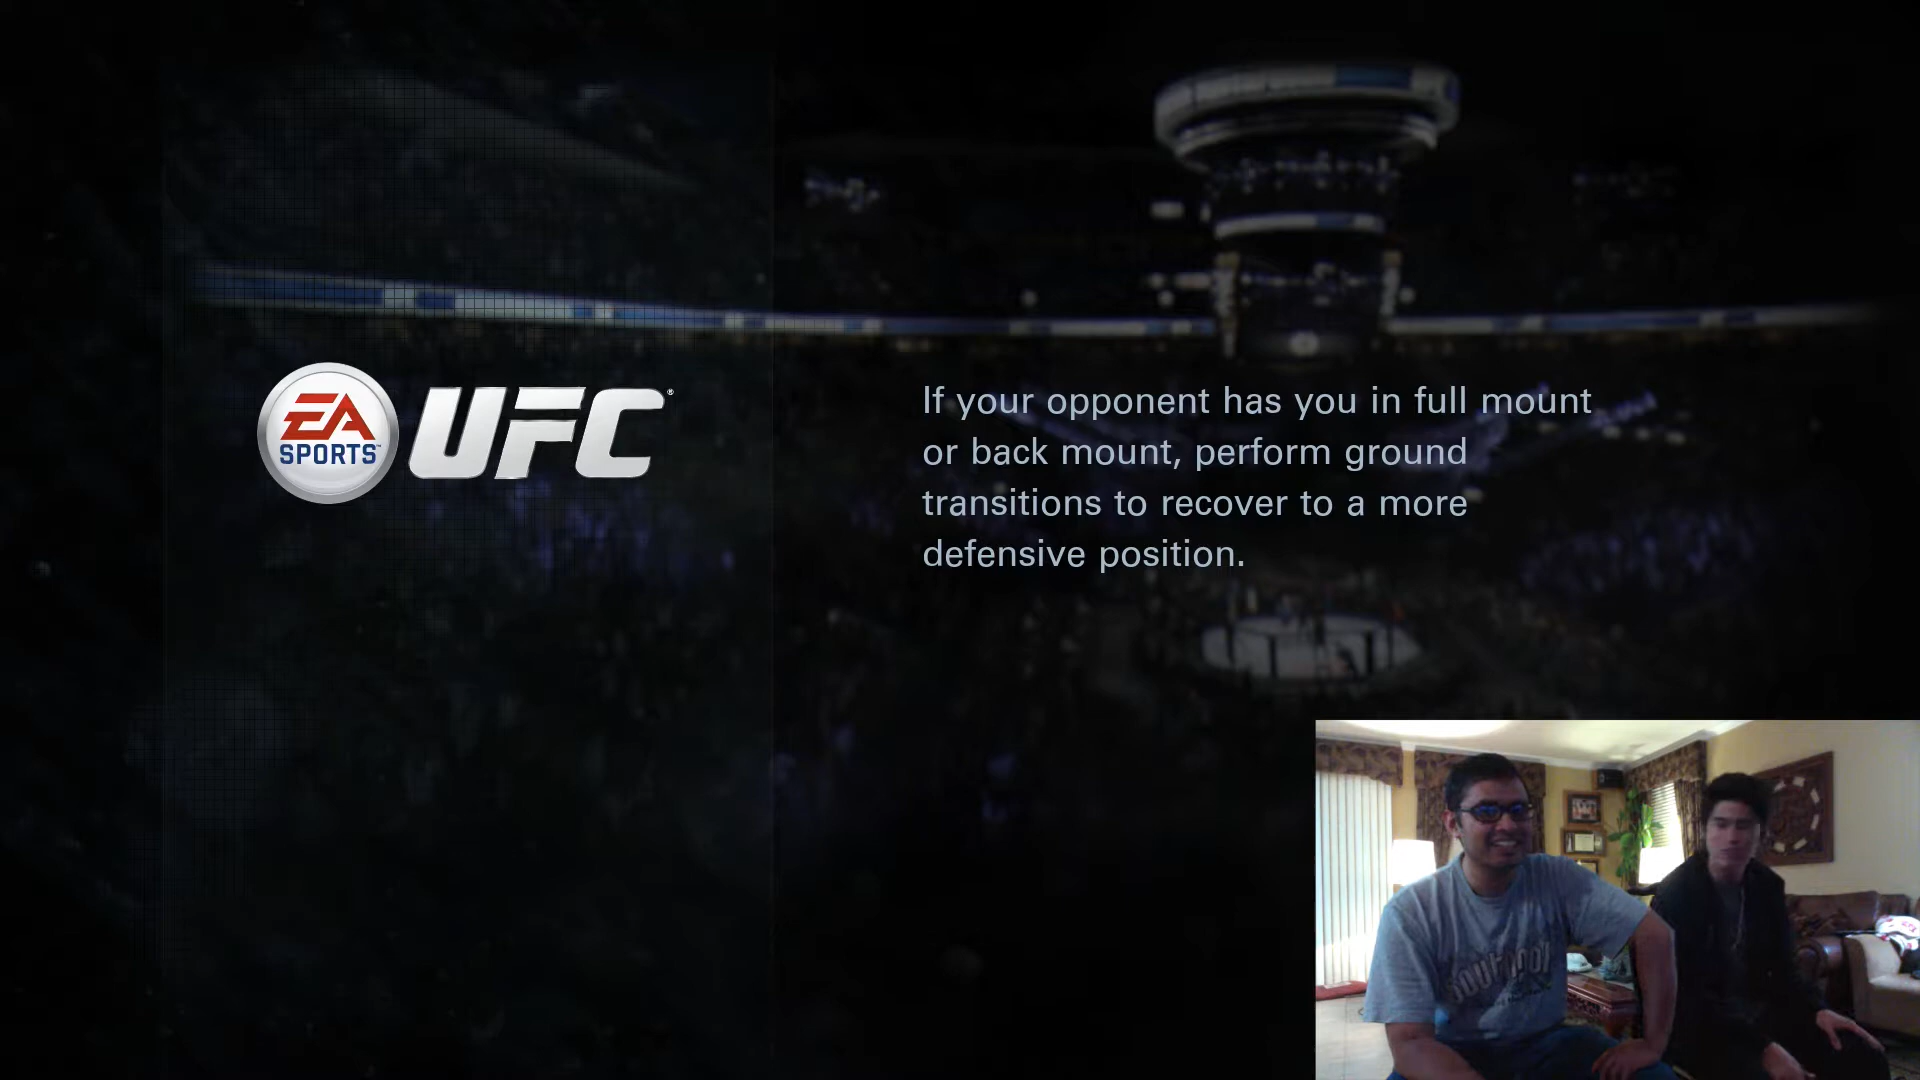 EA
SPORTS™
UFC®
If your opponent has you in full mount
or back mount, perform ground
transitions to recover to a more
defensive position.